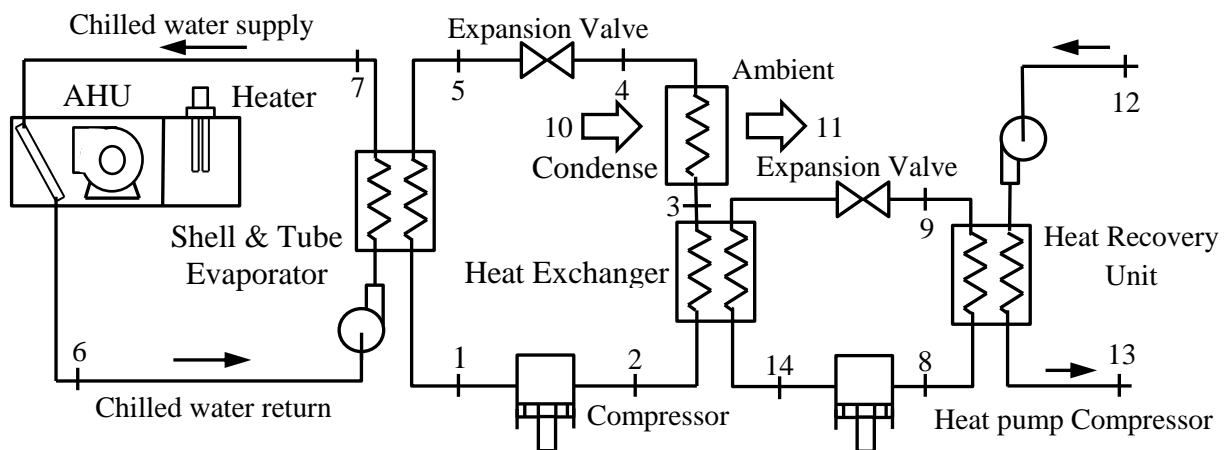 Chilled water supply
Expansion Valve
7
5
4
Ambient
12
AHU
Heater
10
11
Condense
Expansion Valve
3
9
Shell & Tube
Evaporator
Heat Exchanger
Heat Recovery
Unit
6
1
2
14
8
13
Chilled water return
Compressor
Heat pump Compressor